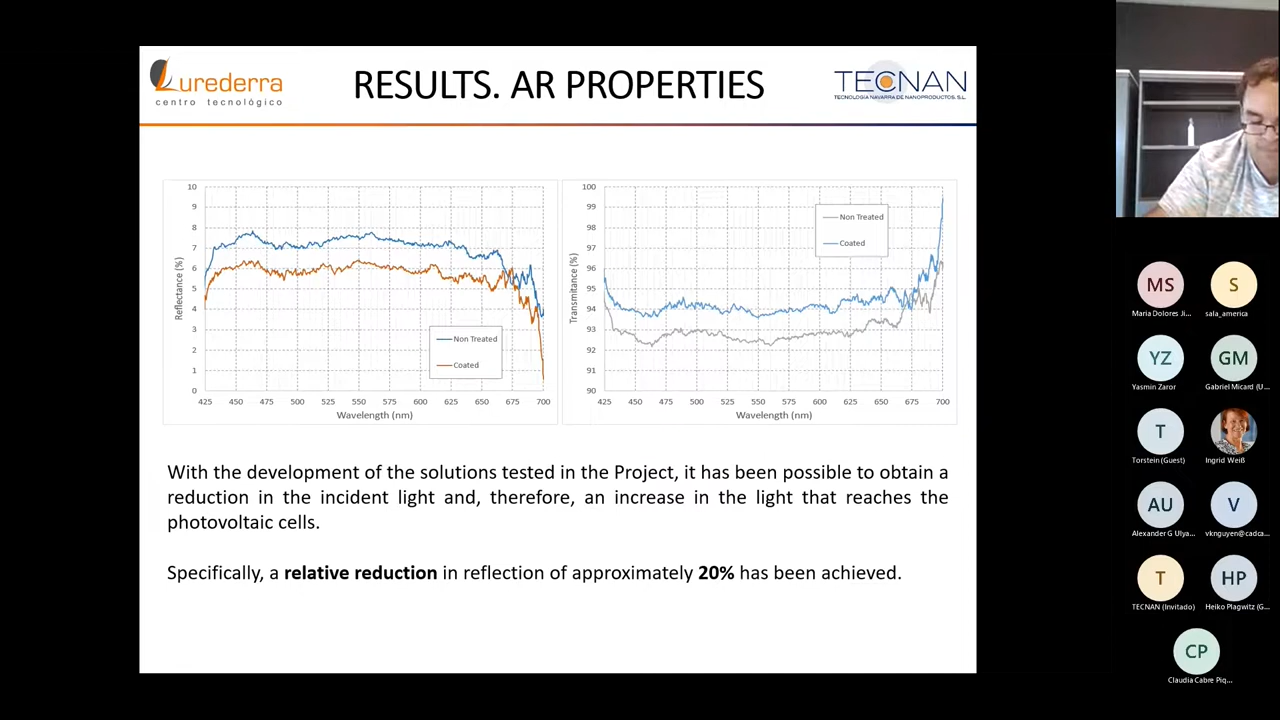 Lurederra
centro tecnológico
RESULTS. AR PROPERTIES
TECNAN
TECNOLOGÍA NAVARRA DE NANOPRODUCTOS, S.L.
10
9
8
7
6
5
4
3
2
1
0
Reflectance (%)
Non Treated
Coated
425 450 475 500 525 550 575 600 625 650 675 700
Wavelength (nm)
100
99
98
97
96
95
94
93
92
91
90
Transmitance (%)
Non Treated
Coated
425 450 475 500 525 550 575 600 625 650 675 700
Wavelength (nm)
With the development of the solutions tested in the Project, it has been possible to obtain a
reduction in the incident light and, therefore, an increase in the light that reaches the
photovoltaic cells.
Specifically, a relative reduction in reflection of approximately 20% has been achieved.
MS
Maria Dolores Ji...
S
sala_america
YZ
Yasmin Zaror
GM
Gabriel Micard (U...
T
Torstein (Guest)
Ingrid Weiß
AU
Alexander G Ulya...
V
vknguyen@cadca...
T
TECNAN (Invitado)
HP
Heiko Plagwitz (G...
CP
Claudia Cabre Piq...